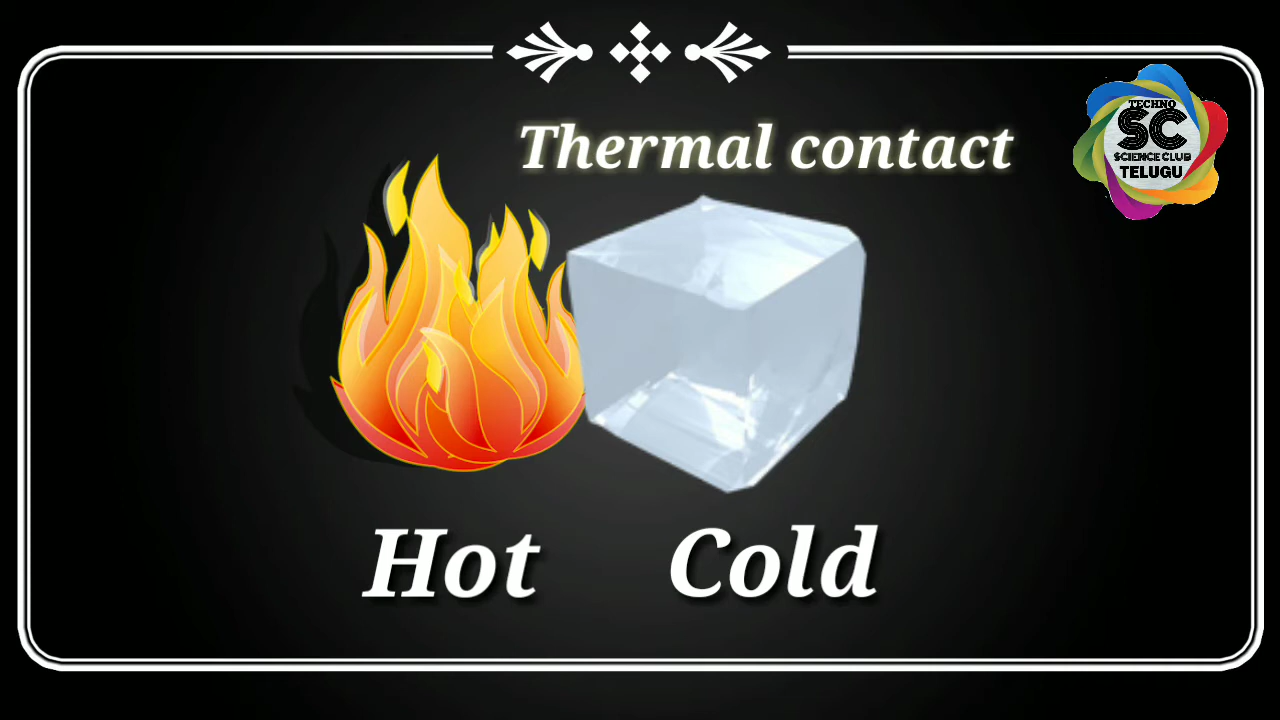 Thermal contact
TECHNO
SC
SCIENCE CLUB
TELUGU
Hot Cold